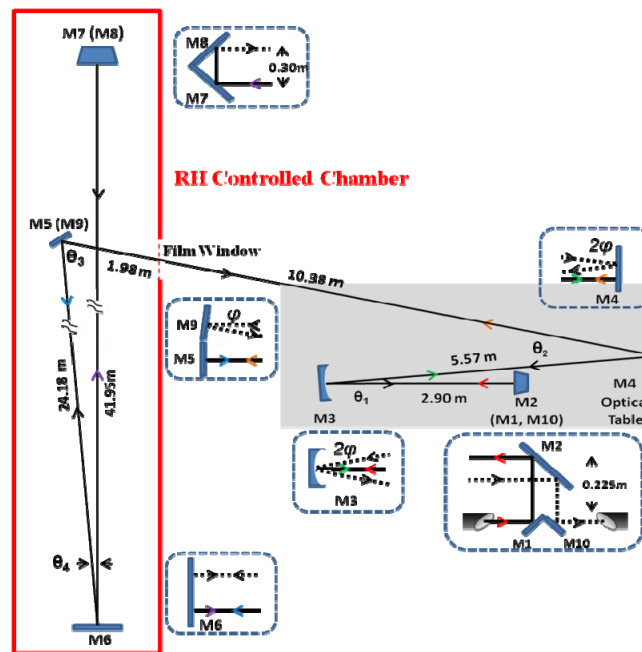 M7 (M8)
M8
0.30m
M7
RH Controlled Chamber
M5 (M9)
Film Window
θ3
1.98 m
10.38 m
2φ
M4
φ
M9
M5
5.57 m
θ2
24.18 m
41.95m
M3
θ1
2.90 m
M2
(M1, M10)
M4
Optical
Table
2φ
M3
M2
0.225m
M1
M10
θ4
M6
M6